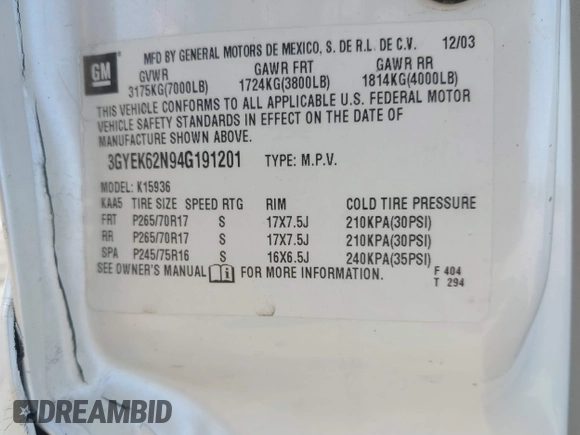 GM
MFD BY GENERAL MOTORS DE MEXICO, S. DE R.L. DE C.V. 12/03
GVWR GAWR FRT GAWR RR
3175KG(7000LB) 1724KG(3800LB) 1814KG(4000LB)
THIS VEHICLE CONFORMS TO ALL APPLICABLE U.S. FEDERAL MOTOR
VEHICLE SAFETY STANDARDS IN EFFECT ON THE DATE OF
MANUFACTURE SHOWN ABOVE.
3GYEK62N94G191201 TYPE: M.P.V.
MODEL: K15936
KAA5 TIRE SIZE SPEED RTG RIM COLD TIRE PRESSURE
FRT P265/70R17 S 17X7.5J 210KPA(30PSI)
RR P265/70R17 S 17X7.5J 210KPA(30PSI)
SPA P245/75R16 S 16X6.5J 240KPA(35PSI)
SEE OWNER'S MANUAL FOR MORE INFORMATION. F 404
T 294
DREAMBID